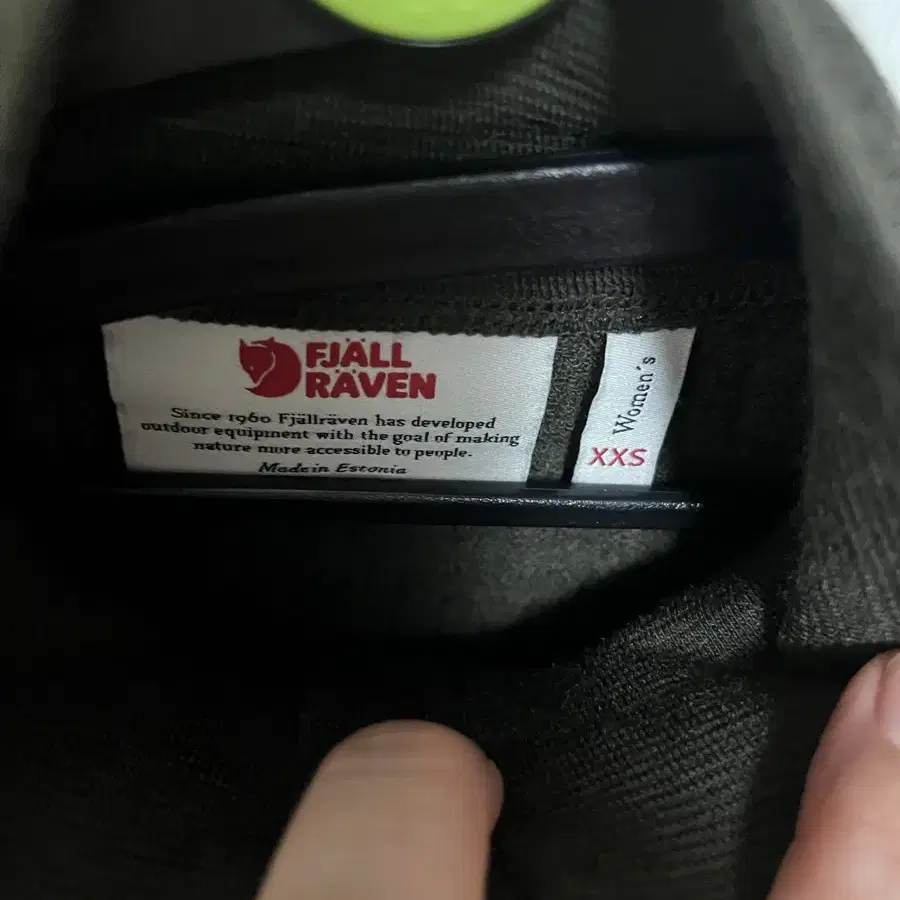 FJÄLL
RÄVEN
Since 1960 Fjällräven has developed
outdoor equipment with the goal of making
nature more accessible to people.
Made in Estonia
Women's
XXS